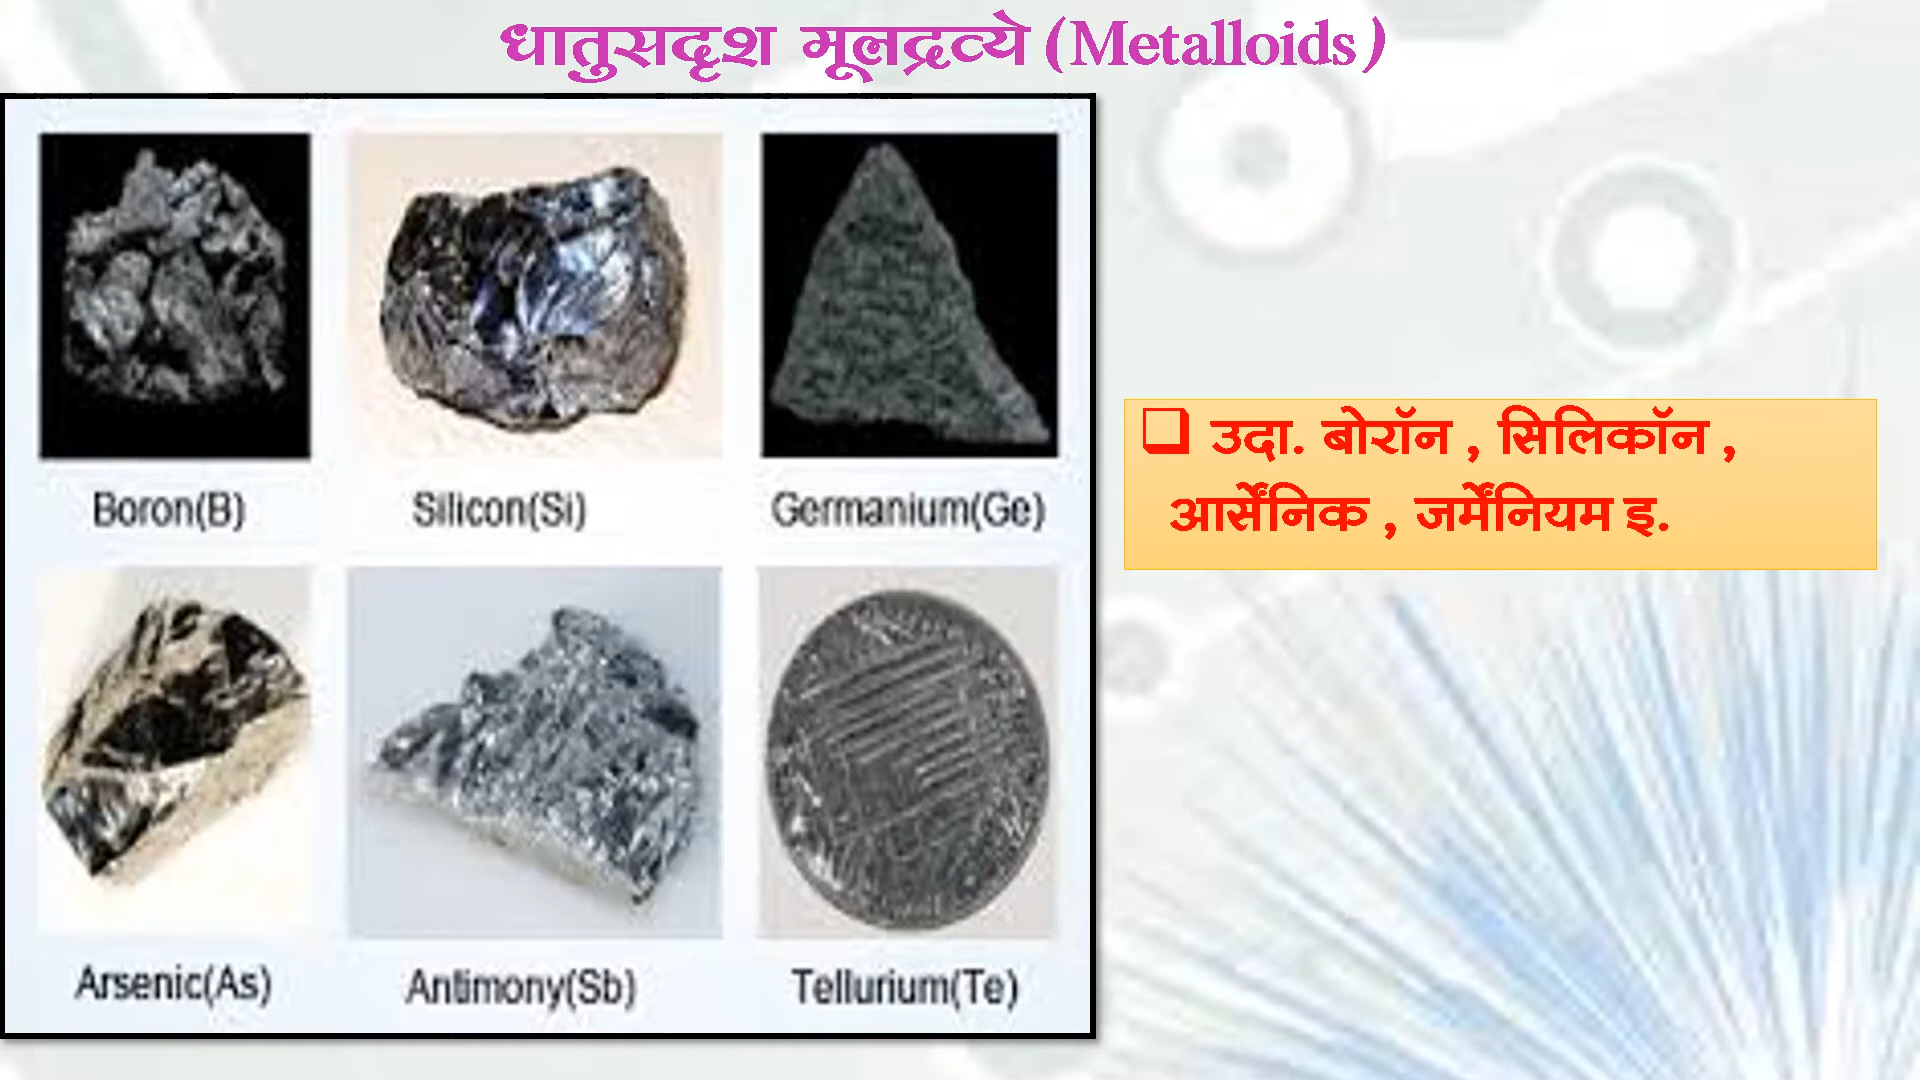 धातुसदृश मूलद्रव्ये (Metalloids)
Boron(B) Silicon(Si) Germanium(Ge)
Arsenic(As) Antimony(Sb) Tellurium(Te)
❑ उदा. बोरॉन , सिलिकॉन ,
आर्सेनिक , जर्मेनियम इ.